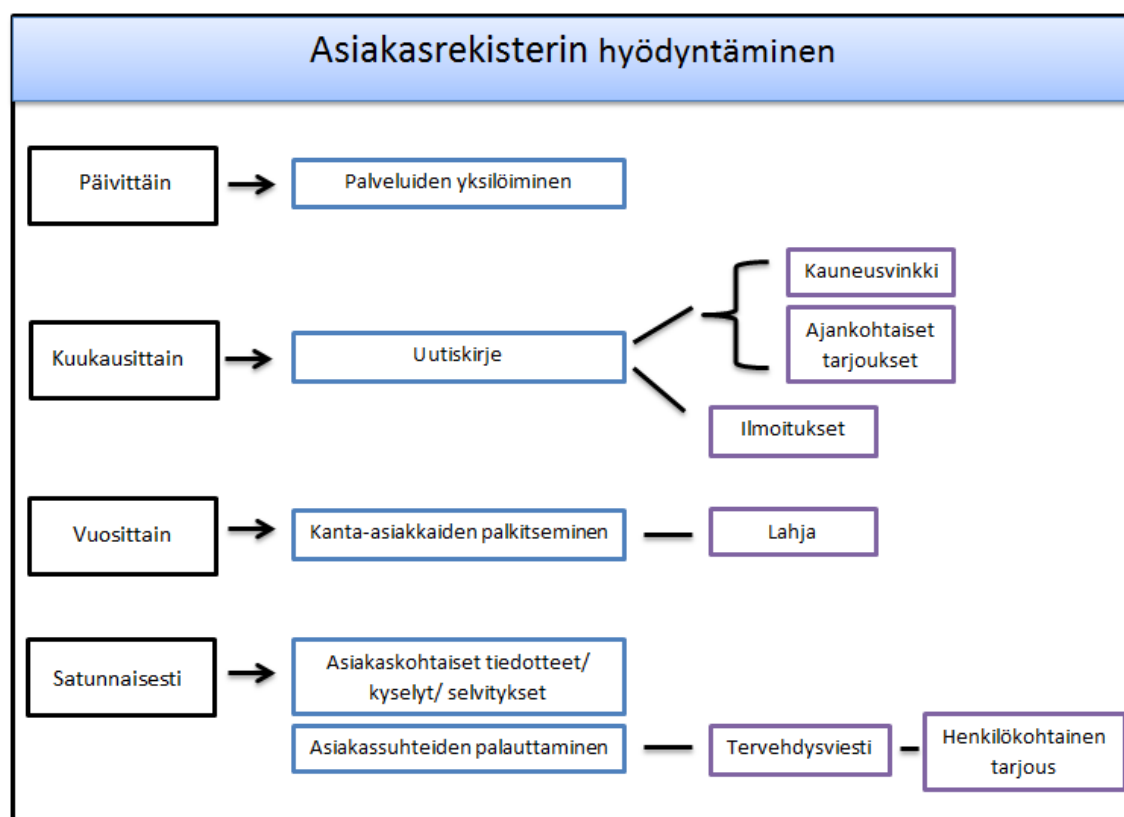 Asiakasrekisterin hyödyntäminen
Päivittäin
Palveluiden yksilöiminen
Kuukausittain
Uutiskirje
Kauneusvinkki
Ajankohtaiset
tarjoukset
Ilmoitukset
Vuosittain
Kanta-asiakkaiden palkitseminen
Lahja
Satunnaisesti
Asiakaskohtaiset tiedotteet/
kyselyt/ selvitykset
Asiakassuhteiden palauttaminen
Tervehdysviesti
Henkilökohtainen
tarjous